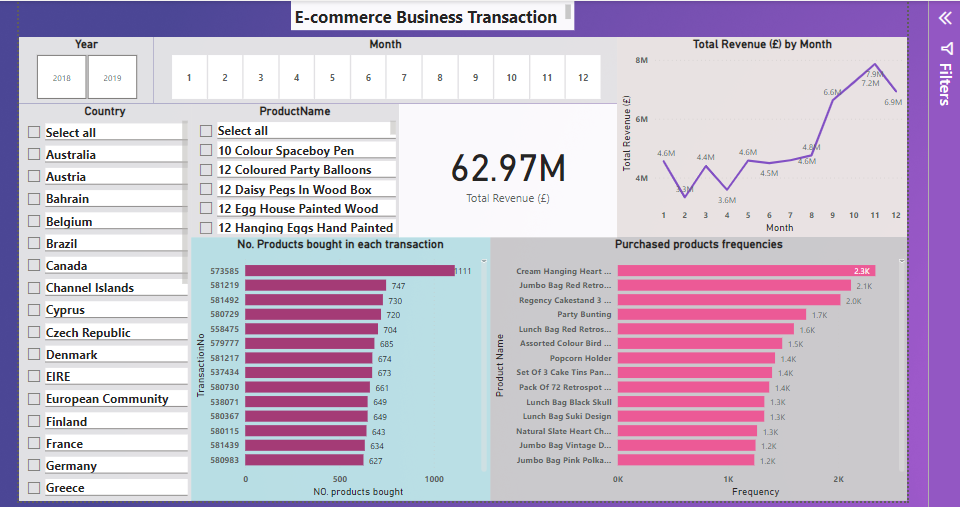 E-commerce Business Transaction
Year
2018 2019
Month
1 2 3 4 5 6 7 8 9 10 11 12
Country
Select all
Australia
Austria
Bahrain
Belgium
Brazil
Canada
Channel Islands
Cyprus
Czech Republic
Denmark
EIRE
European Community
Finland
France
Germany
Greece
ProductName
Select all
10 Colour Spaceboy Pen
12 Coloured Party Balloons
12 Daisy Pegs In Wood Box
12 Egg House Painted Wood
12 Hanging Eggs Hand Painted
62.97M
Total Revenue (£)
Total Revenue (£) by Month
Total Revenue (£)
8M
6M
4M
4.6M 3.3M 4.4M 3.6M 4.6M 4.5M 4.6M 4.8M 6.6M 7.2M 7.9M 6.9M
1 2 3 4 5 6 7 8 9 10 11 12
Month
No. Products bought in each transaction
TransactionNo
573585 1111
581219 747
581492 730
580729 720
558475 704
579777 685
581217 674
537434 673
580730 661
538071 649
580367 649
580115 643
581439 634
580983 627
0 500 1000
NO. products bought
Purchased products frequencies
Product Name
Cream Hanging Heart ... 2.3K
Jumbo Bag Red Retro... 2.1K
Regency Cakestand 3 ... 2.0K
Party Bunting 1.7K
Lunch Bag Red Retros... 1.6K
Assorted Colour Bird ... 1.5K
Popcorn Holder 1.4K
Set Of 3 Cake Tins Pan... 1.4K
Pack Of 72 Retrospot ... 1.4K
Lunch Bag Black Skull 1.3K
Lunch Bag Suki Design 1.3K
Natural Slate Heart Ch... 1.3K
Jumbo Bag Vintage D... 1.2K
Jumbo Bag Pink Polka... 1.2K
0K 1K 2K
Frequency
Filters